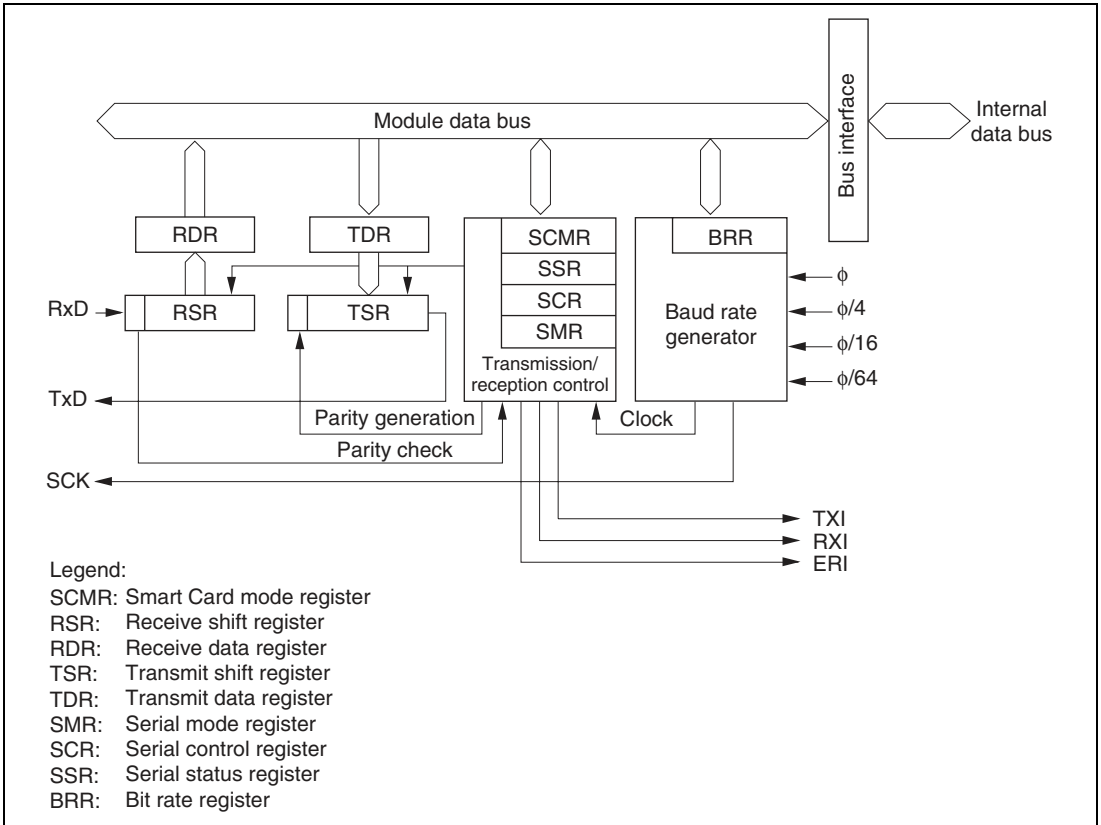 Module data bus
Bus interface
Internal
data bus
RDR
TDR
SCMR
SSR
SCR
SMR
Transmission/
reception control
BRR
Baud rate
generator
ϕ
ϕ/4
ϕ/16
ϕ/64
RxD
RSR
TSR
TxD
Parity generation
Parity check
Clock
SCK
TXI
RXI
ERI
Legend:
SCMR: Smart Card mode register
RSR: Receive shift register
RDR: Receive data register
TSR: Transmit shift register
TDR: Transmit data register
SMR: Serial mode register
SCR: Serial control register
SSR: Serial status register
BRR: Bit rate register